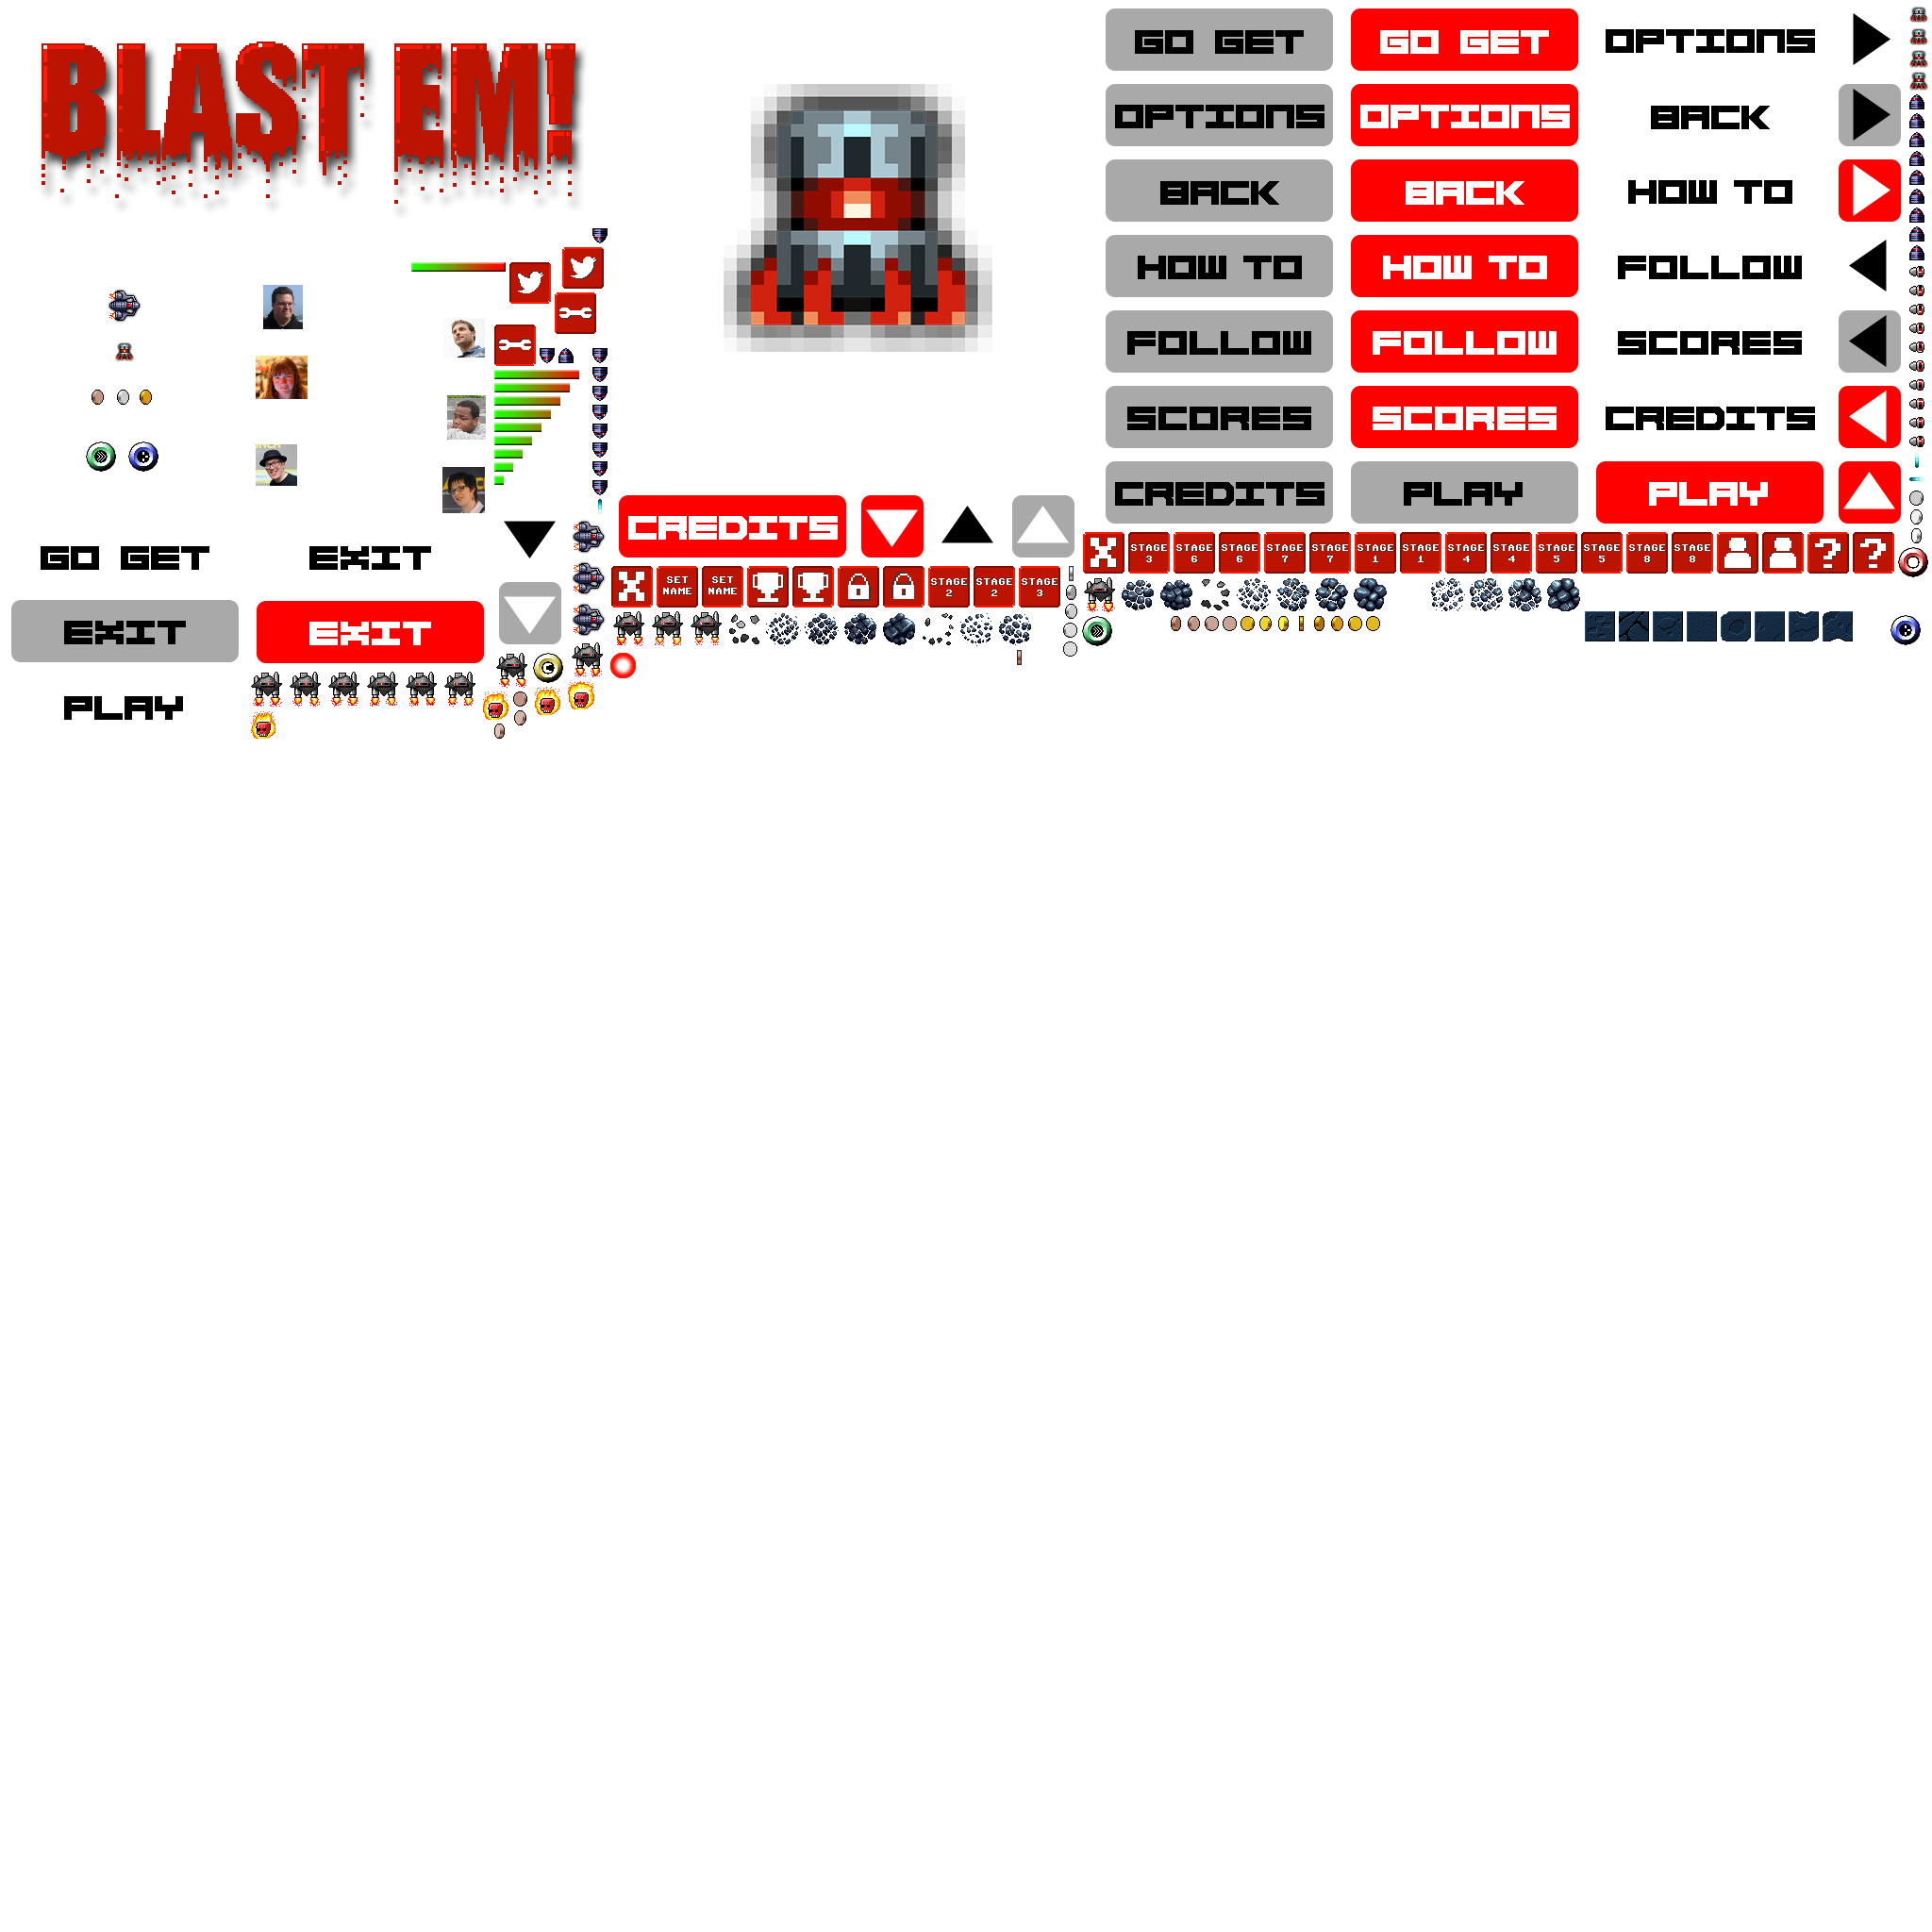 BLAST EM!
GO GET GO GET OPTIONS
OPTIONS OPTIONS BACK
BACK BACK HOW TO
HOW TO HOW TO FOLLOW
FOLLOW FOLLOW SCORES
SCORES SCORES CREDITS
CREDITS PLAY PLAY
CREDITS
GO GET EXIT
EXIT EXIT
PLAY
SET NAME
SET NAME
STAGE 2
STAGE 2
STAGE 3
STAGE 3
STAGE 6
STAGE 6
STAGE 7
STAGE 7
STAGE 1
STAGE 1
STAGE 4
STAGE 4
STAGE 5
STAGE 5
STAGE 8
STAGE 8
? ?